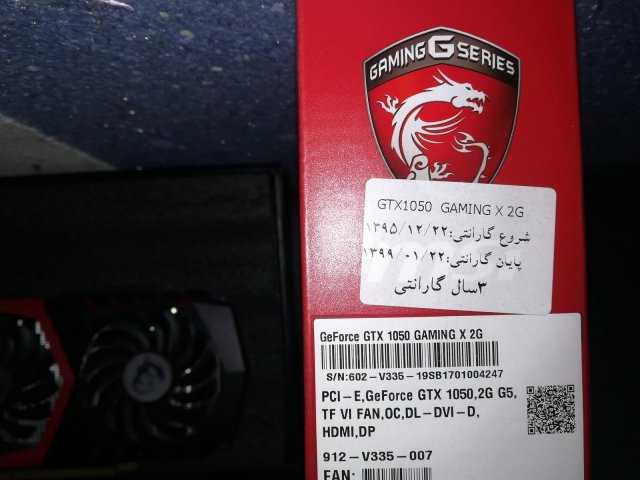 GAMING G SERIES
GTX1050 GAMING X 2G
شروع گارانتی:۱۳۹۵/۱۲/۲۲
پایان گارانتی:۱۳۹۹/۰۱/۲۲
۳سال گارانتی
GeForce GTX 1050 GAMING X 2G
S/N:602-V335-19SB1701004247
PCI-E,GeForce GTX 1050,2G G5,
TF VI FAN,OC,DL-DVI-D,
HDMI,DP
912-V335-007
EAN: